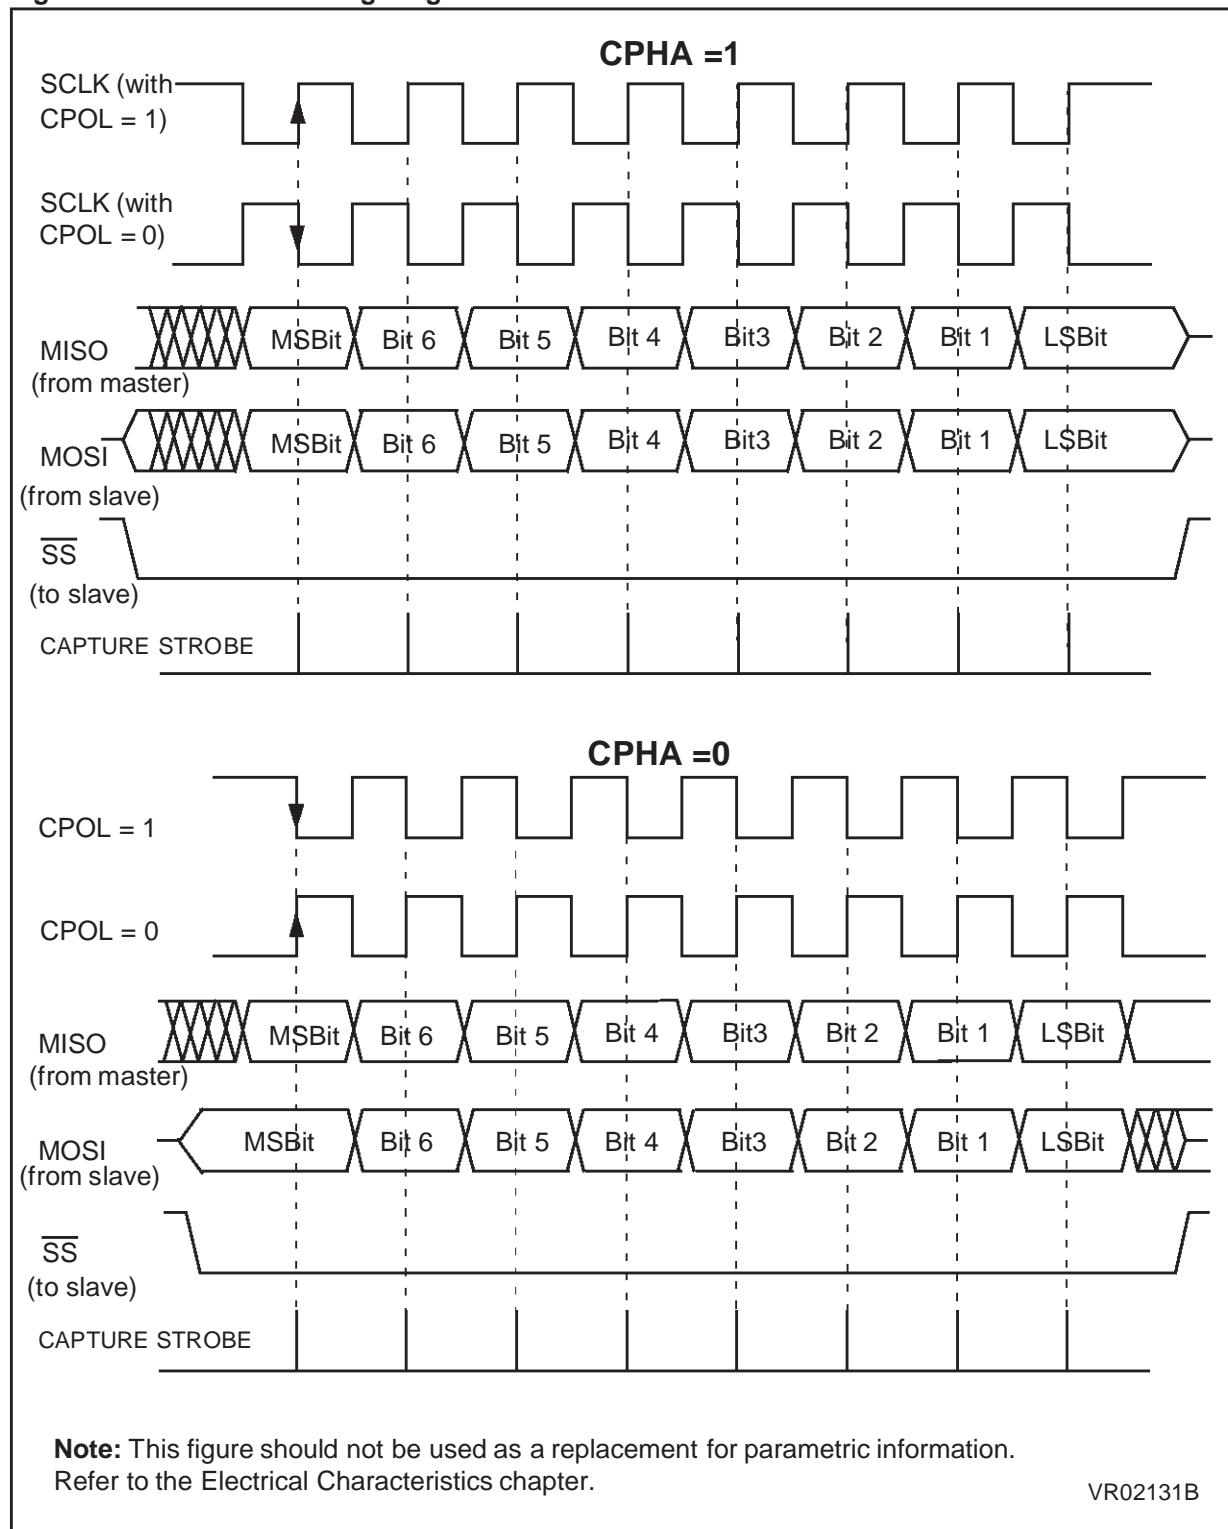 CPHA =1
SCLK (with
CPOL = 1)
SCLK (with
CPOL = 0)
MISO
(from master)
MSBit Bit 6 Bit 5 Bit 4 Bit3 Bit 2 Bit 1 LSBit
MOSI
(from slave)
MSBit Bit 6 Bit 5 Bit 4 Bit3 Bit 2 Bit 1 LSBit
SS
(to slave)
CAPTURE STROBE
CPHA =0
CPOL = 1
CPOL = 0
MISO
(from master)
MSBit Bit 6 Bit 5 Bit 4 Bit3 Bit 2 Bit 1 LSBit
MOSI
(from slave)
MSBit Bit 6 Bit 5 Bit 4 Bit3 Bit 2 Bit 1 LSBit
SS
(to slave)
CAPTURE STROBE
Note: This figure should not be used as a replacement for parametric information.
Refer to the Electrical Characteristics chapter.
VR02131B